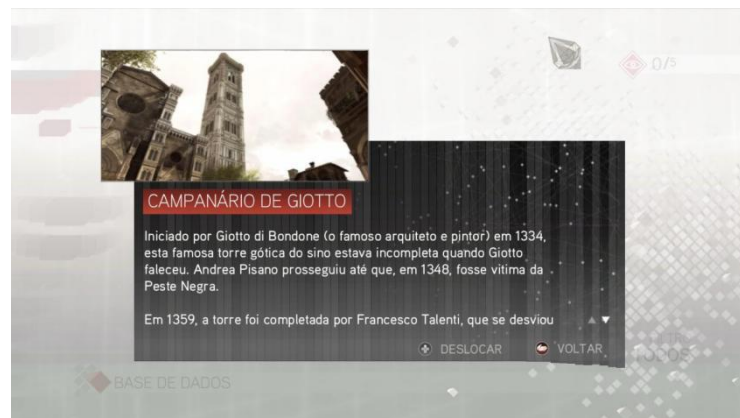 0/5
CAMPANÁRIO DE GIOTTO
Iniciado por Giotto di Bondone (o famoso arquiteto e pintor) em 1334,
esta famosa torre gótica do sino estava incompleta quando Giotto
faleceu. Andrea Pisano prosseguiu até que, em 1348, fosse vitima da
Peste Negra.
Em 1359, a torre foi completada por Francesco Talenti, que se desviou
DESLOCAR VOLTAR
TODOS
BASE DE DADOS